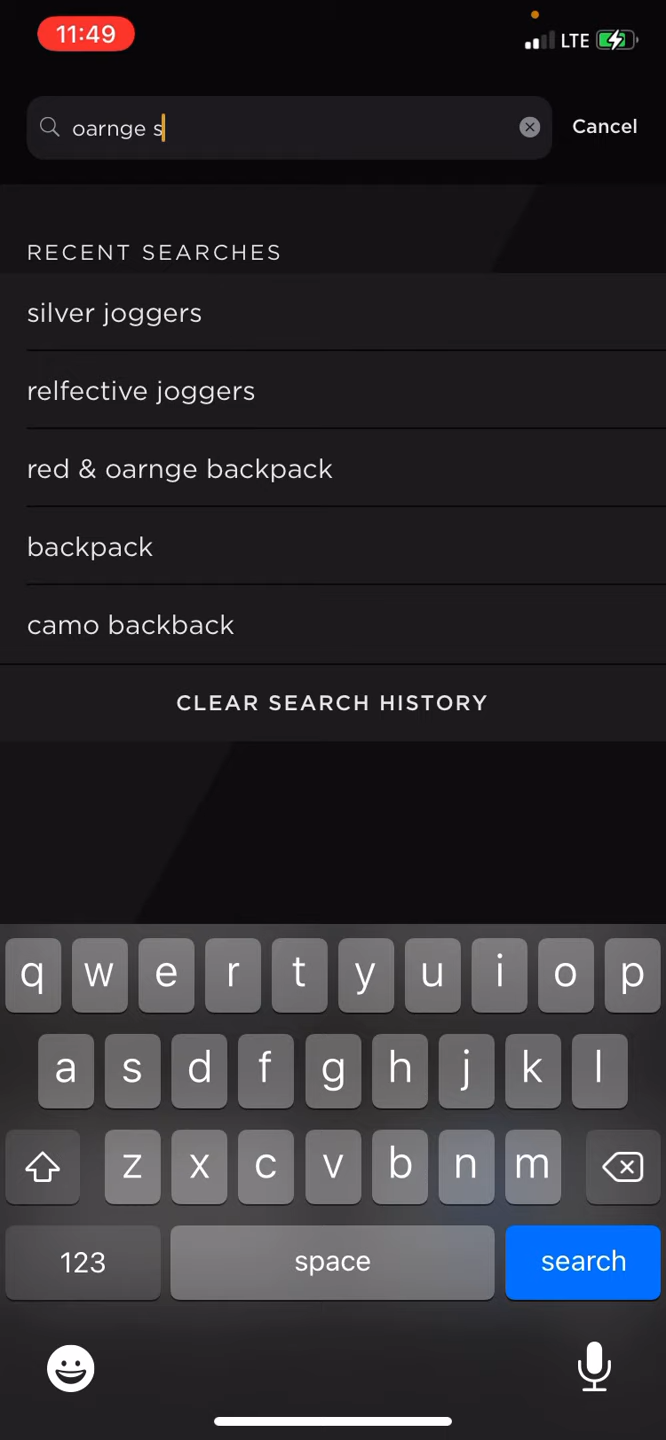 11:49
LTE
oarnge s
Cancel
RECENT SEARCHES
silver joggers
relfective joggers
red & oarnge backpack
backpack
camo backback
CLEAR SEARCH HISTORY
q w e r t y u i o p
a s d f g h j k l
z x c v b n m
123 space search